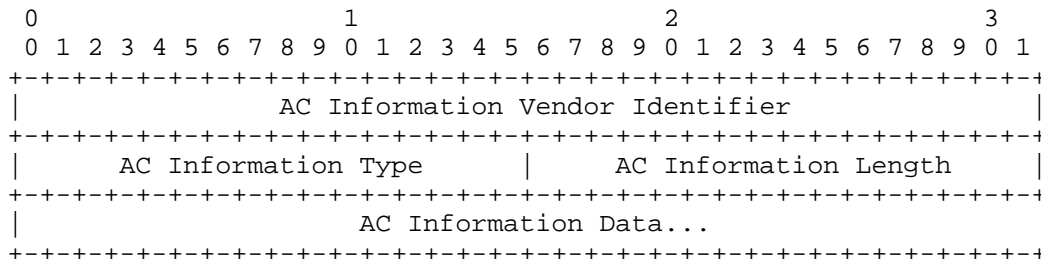 0                   1                   2                   3
 0 1 2 3 4 5 6 7 8 9 0 1 2 3 4 5 6 7 8 9 0 1 2 3 4 5 6 7 8 9 0 1
+-+-+-+-+-+-+-+-+-+-+-+-+-+-+-+-+-+-+-+-+-+-+-+-+-+-+-+-+-+-+-+-+
|                AC Information Vendor Identifier               |
+-+-+-+-+-+-+-+-+-+-+-+-+-+-+-+-+-+-+-+-+-+-+-+-+-+-+-+-+-+-+-+-+
|      AC Information Type      |     AC Information Length     |
+-+-+-+-+-+-+-+-+-+-+-+-+-+-+-+-+-+-+-+-+-+-+-+-+-+-+-+-+-+-+-+-+
|                     AC Information Data...
+-+-+-+-+-+-+-+-+-+-+-+-+-+-+-+-+-+-+-+-+-+-+-+-+-+-+-+-+-+-+-+-+